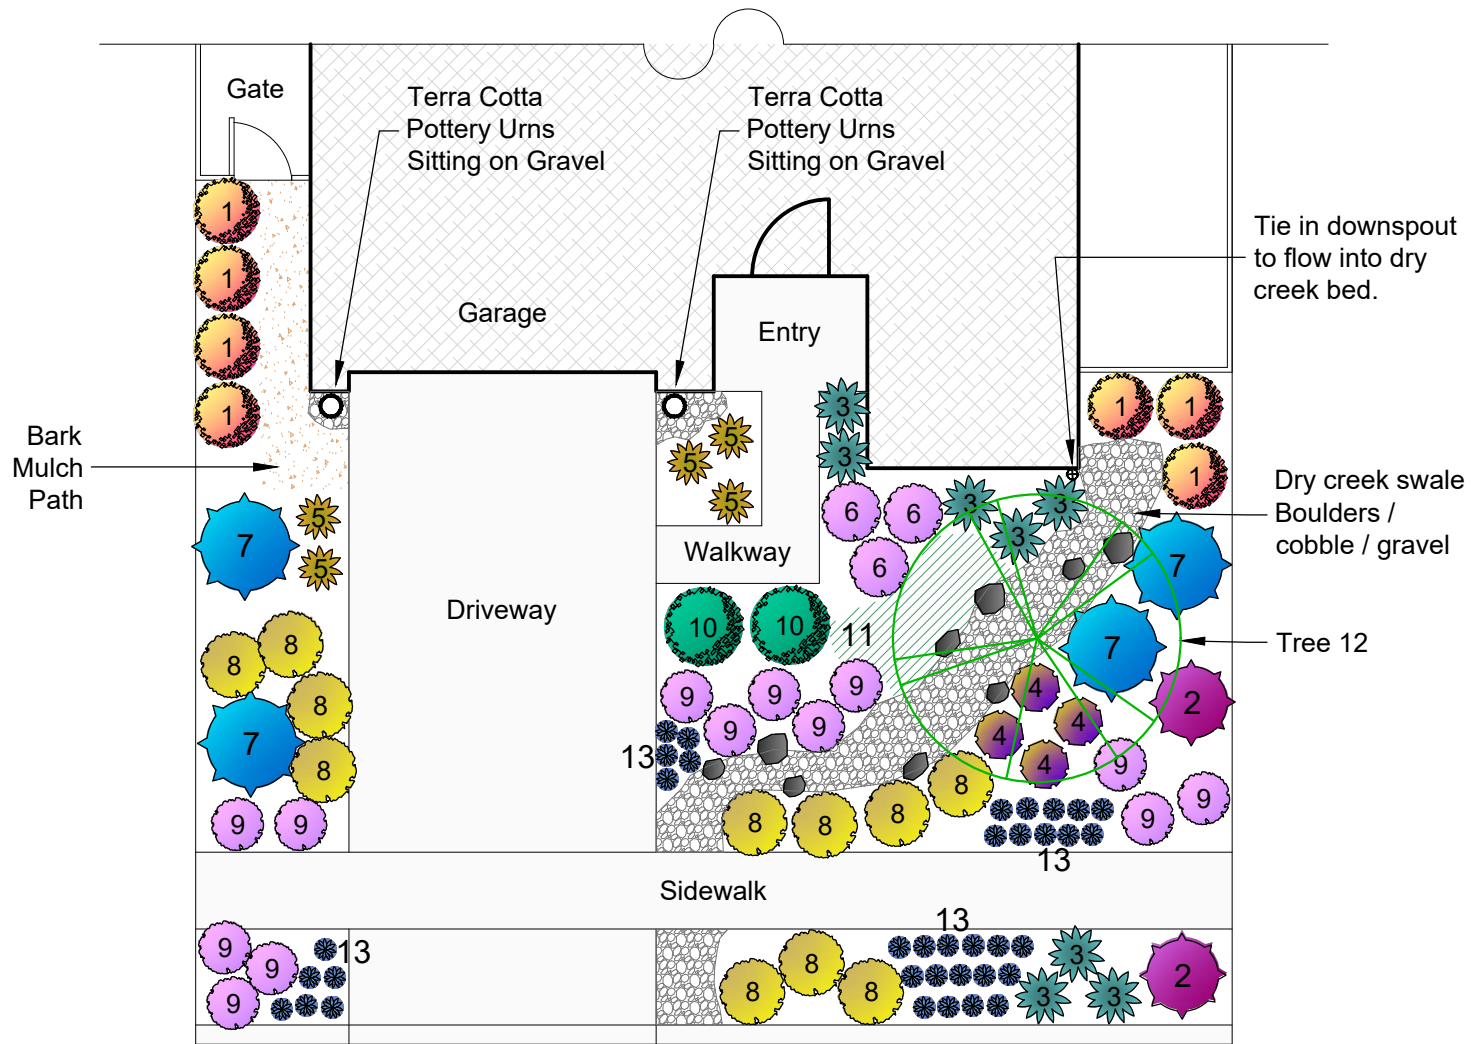 Gate
Terra Cotta
Pottery Urns
Sitting on Gravel
Terra Cotta
Pottery Urns
Sitting on Gravel
1
1
1
1
Tie in downspout
to flow into dry
creek bed.
Garage
Entry
Bark
Mulch
Path
3
3
5
5
5
1
1
1
Dry creek swale
Boulders /
cobble / gravel
7
5
5
Walkway
6
6
6
3
3
3
7
Driveway
10
10
11
7
Tree 12
8
8
8
7
8
9
9
9
9
9
13
4
4
4
4
2
9
9
9
9
9
8
8
8
8
13
Sidewalk
9
9
9
13
8
8
8
13
3
3
3
2